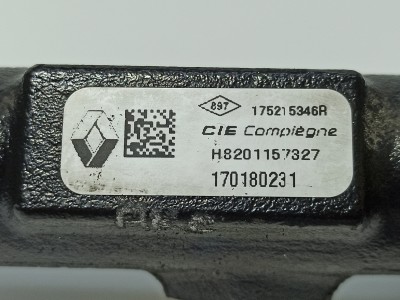 897 175215346R
CIE Compiègne
H8201157327
170180231